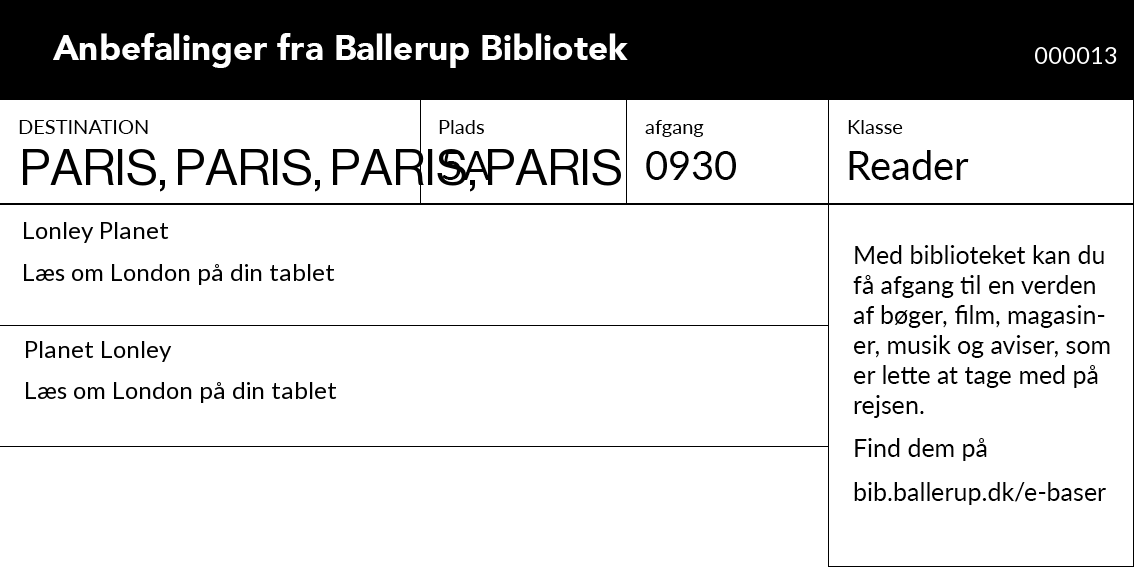 Anbefalinger fra Ballerup Bibliotek
000013
DESTINATION
PARIS, PARIS, PARIS, PARIS
Plads
5A
afgang
0930
Klasse
Reader
Lonley Planet
Læs om London på din tablet
Planet Lonley
Læs om London på din tablet
Med biblioteket kan du
få afgang til en verden
af bøger, film, magasin-
er, musik og aviser, som
er lette at tage med på
rejsen.
Find dem på
bib.ballerup.dk/e-baser